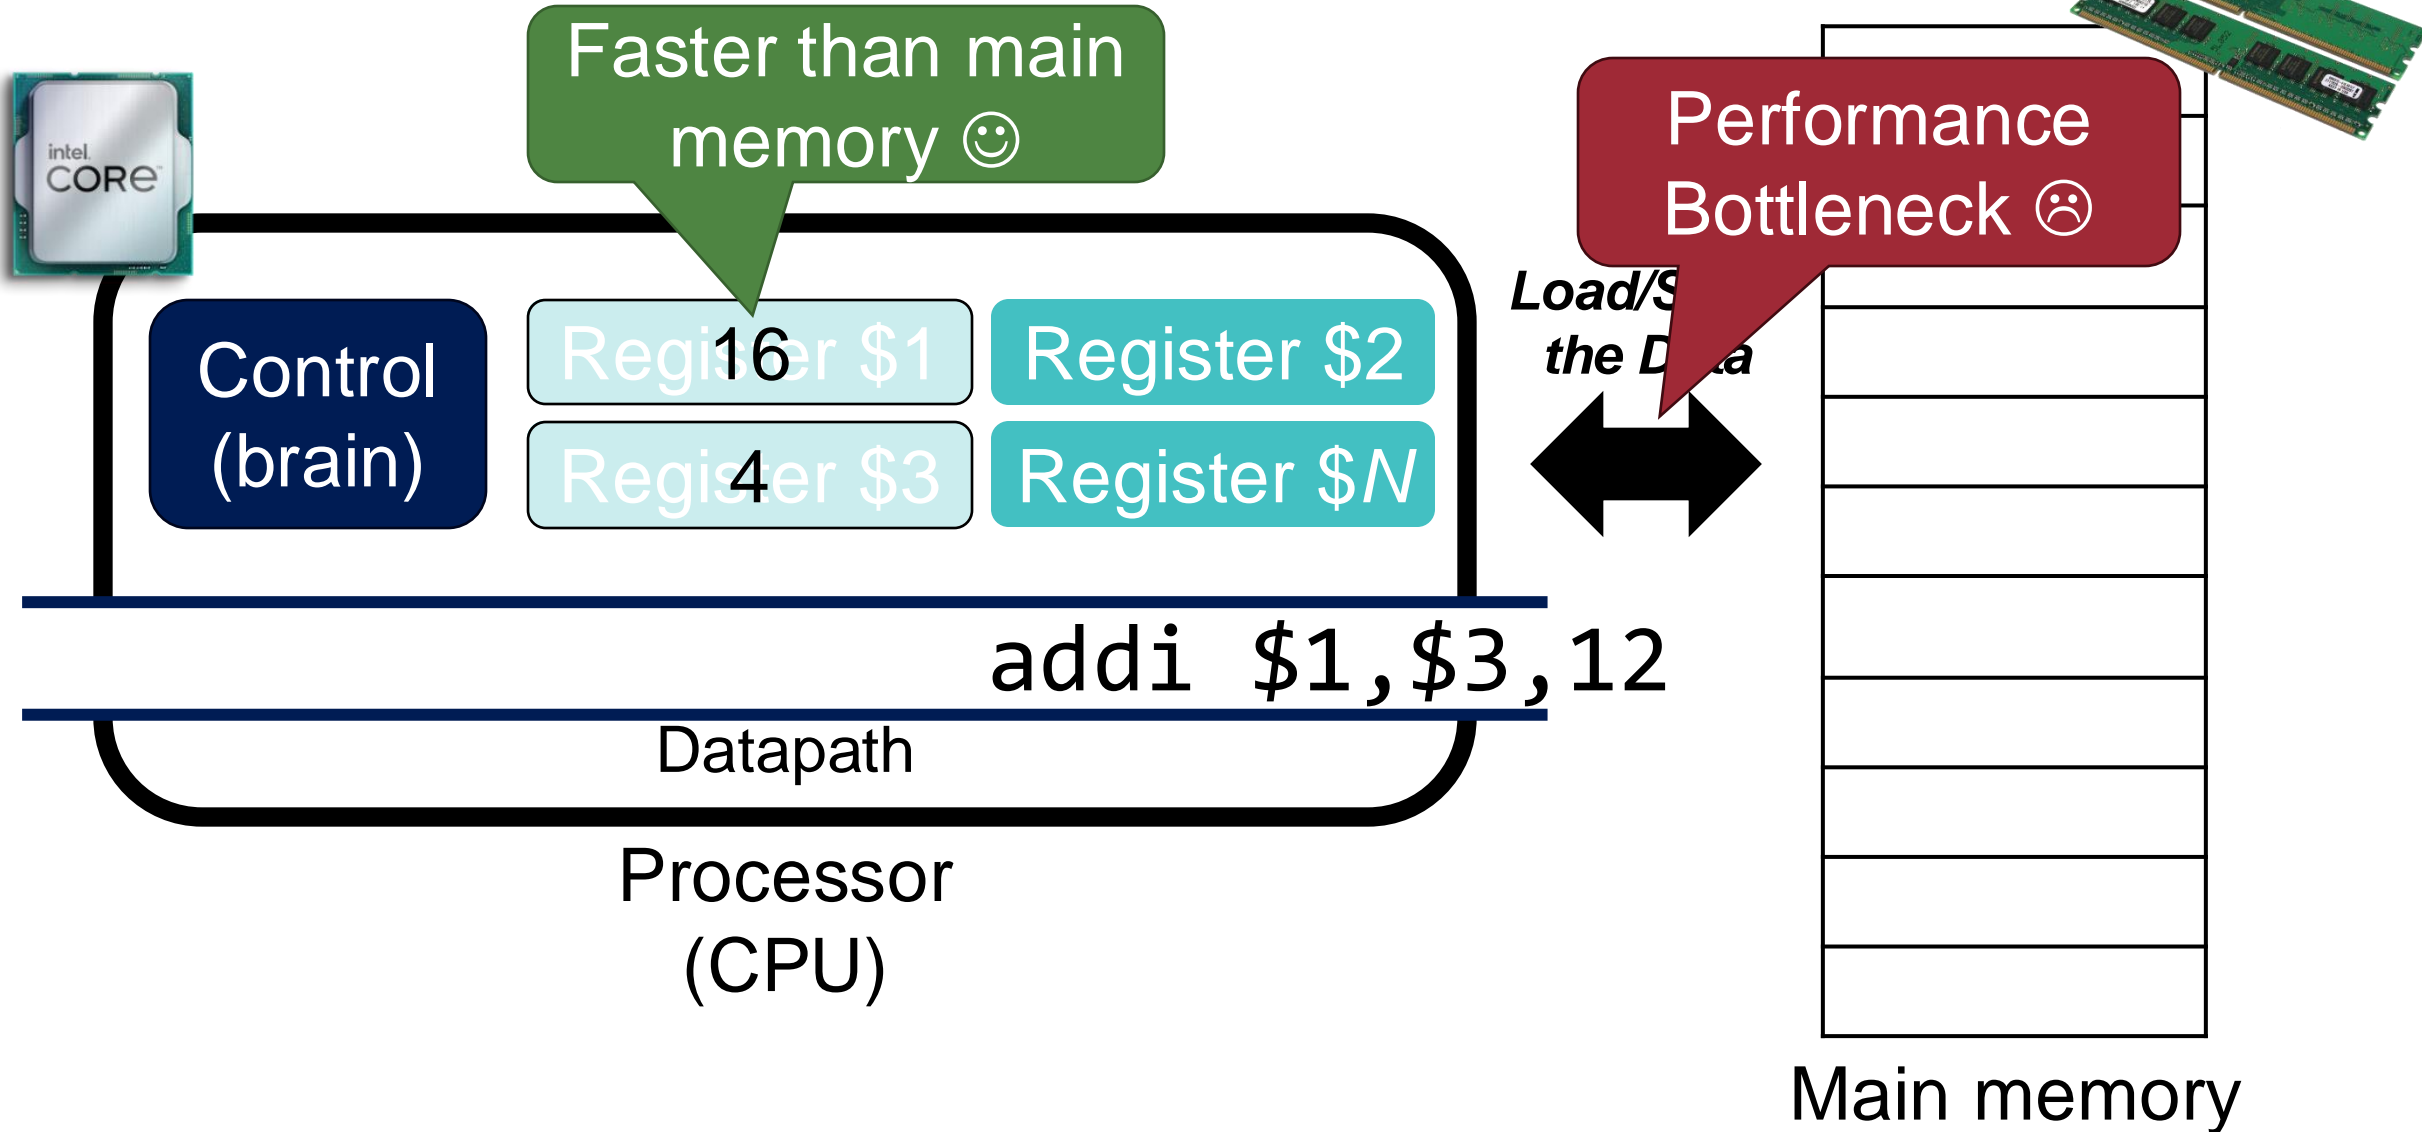 Faster than main
memory ☺
Performance
Bottleneck ☹
intel.
CORE
Load/S
the Data
Control
(brain)
Register $1
16
Register $2
Register $3
4
Register $N
addi $1,$3,12
Datapath
Processor
(CPU)
Main memory